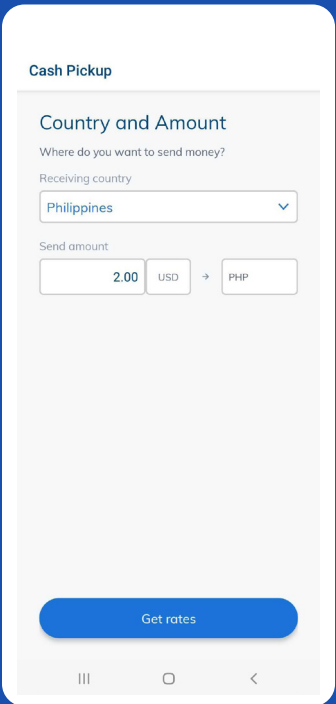 Cash Pickup
Country and Amount
Where do you want to send money?
Receiving country
Philippines
Send amount
2.00 USD → PHP
Get rates